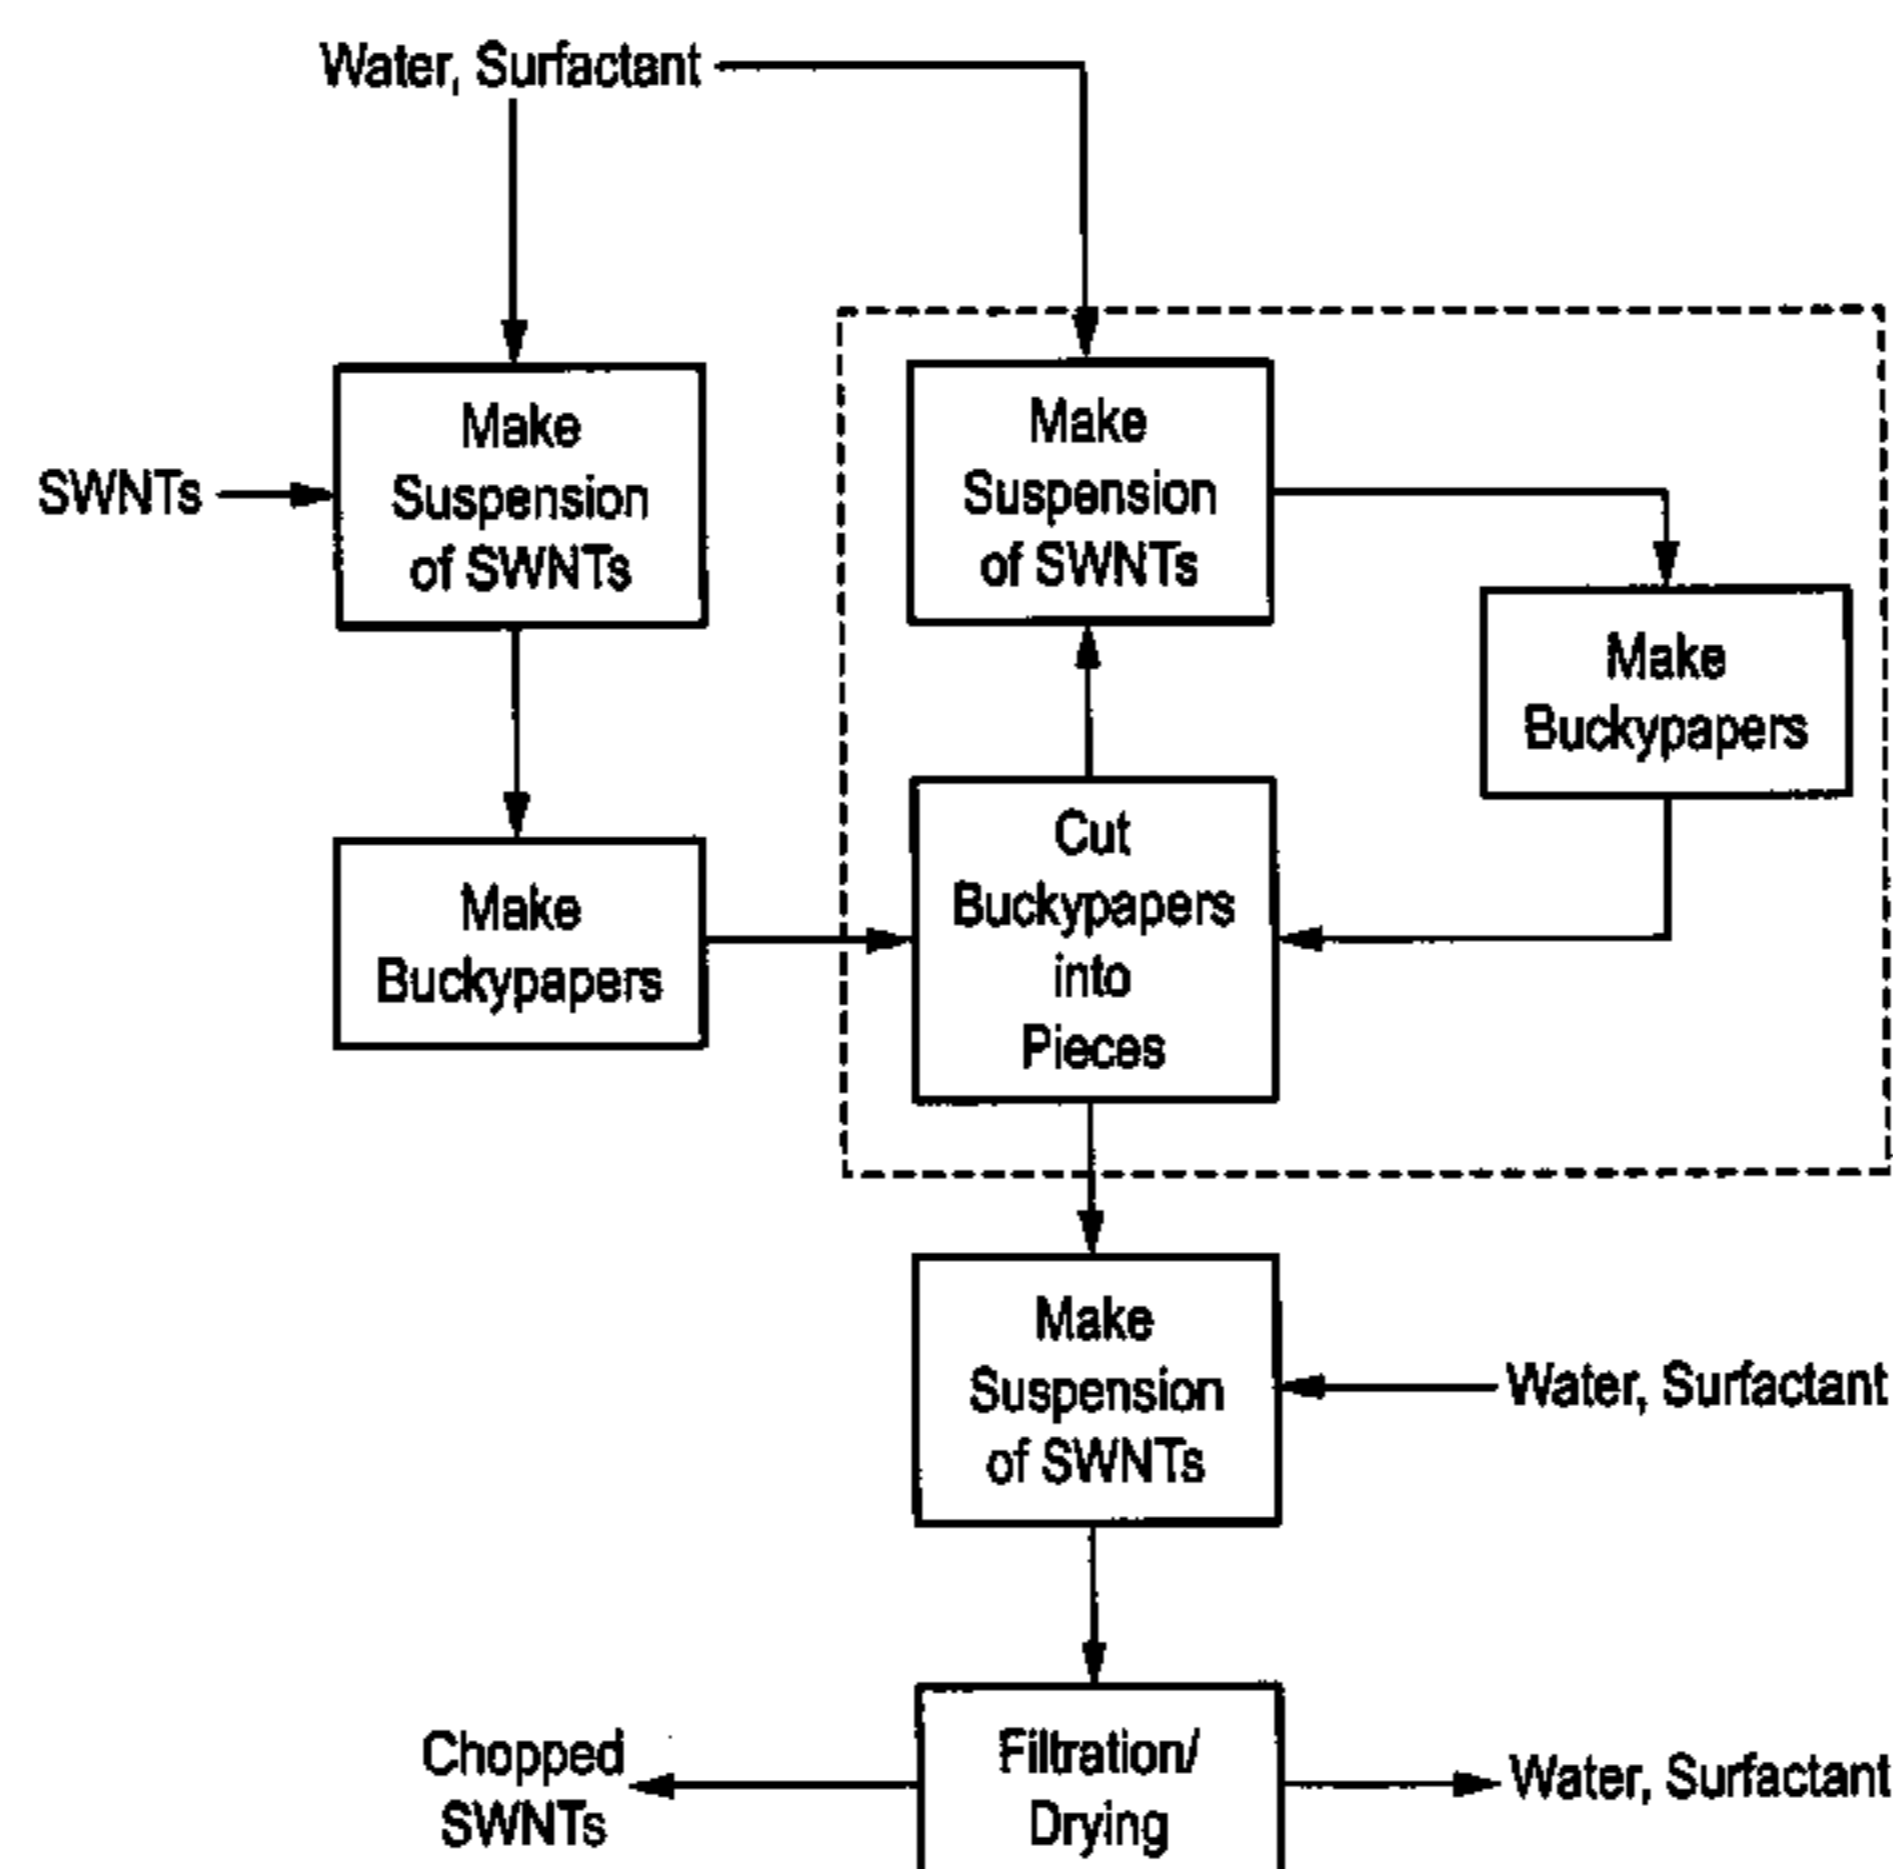 Water, Surfactant
SWNTs
Make
Suspension
of SWNTs
Make
Suspension
of SWNTs
Make
Buckypapers
Make
Buckypapers
Cut
Buckypapers
into
Pieces
Make
Suspension
of SWNTs
Water, Surfactant
Chopped
SWNTs
Filtration/
Drying
Water, Surfactant